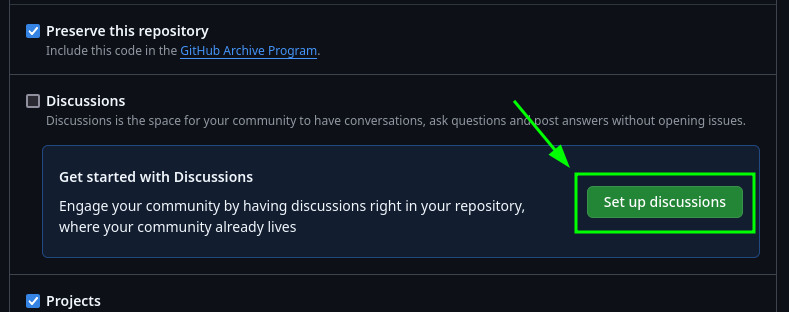 Preserve this repository
Include this code in the GitHub Archive Program.
Discussions
Discussions is the space for your community to have conversations, ask questions and post answers without opening issues.
Get started with Discussions
Engage your community by having discussions right in your repository,
where your community already lives
Set up discussions
Projects